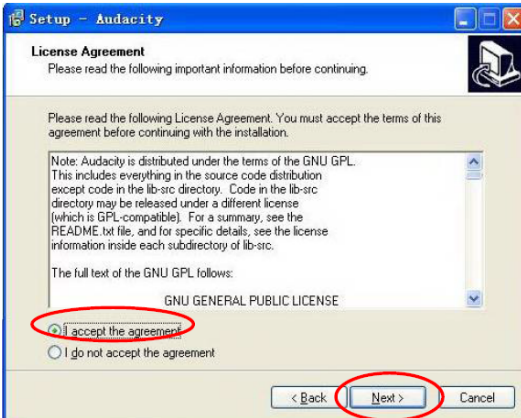 Setup - Audacity
License Agreement
Please read the following important information before continuing.
Please read the following License Agreement. You must accept the terms of this
agreement before continuing with the installation.
Note: Audacity is distributed under the terms of the GNU GPL.
This includes everything in the source code distribution
except code in the lib-src directory. Code in the lib-src
directory may be released under a different license
(which is GPL-compatible). For a summary, see the
README.txt file, and for specific details, see the license
information inside each subdirectory of lib-src.
The full text of the GNU GPL follows:
GNU GENERAL PUBLIC LICENSE
I accept the agreement
I do not accept the agreement
< Back Next > Cancel